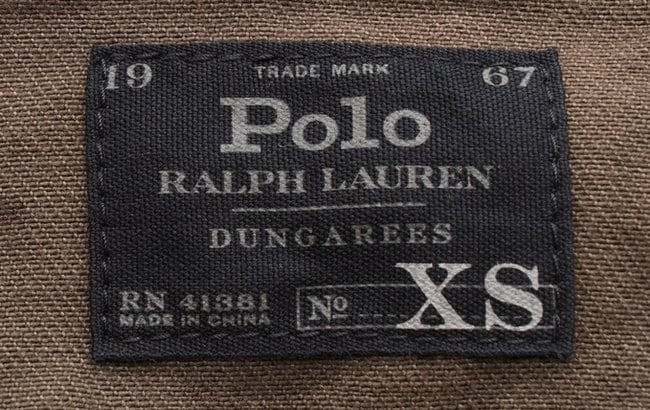 19 TRADE MARK 67
Polo
RALPH LAUREN
DUNGAREES
RN 41381
MADE IN CHINA
No .... XS